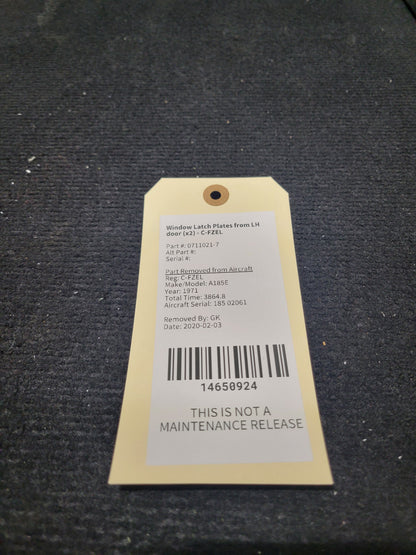 Window Latch Plates from LH
door (x2) - C-FZEL
Part #: 0711021-7
Alt Part #:
Serial #:
Part Removed from Aircraft
Reg: C-FZEL
Make/Model: A185E
Year: 1971
Total Time: 3864.8
Aircraft Serial: 185 02061
Removed By: GK
Date: 2020-02-03
14650924
THIS IS NOT A
MAINTENANCE RELEASE